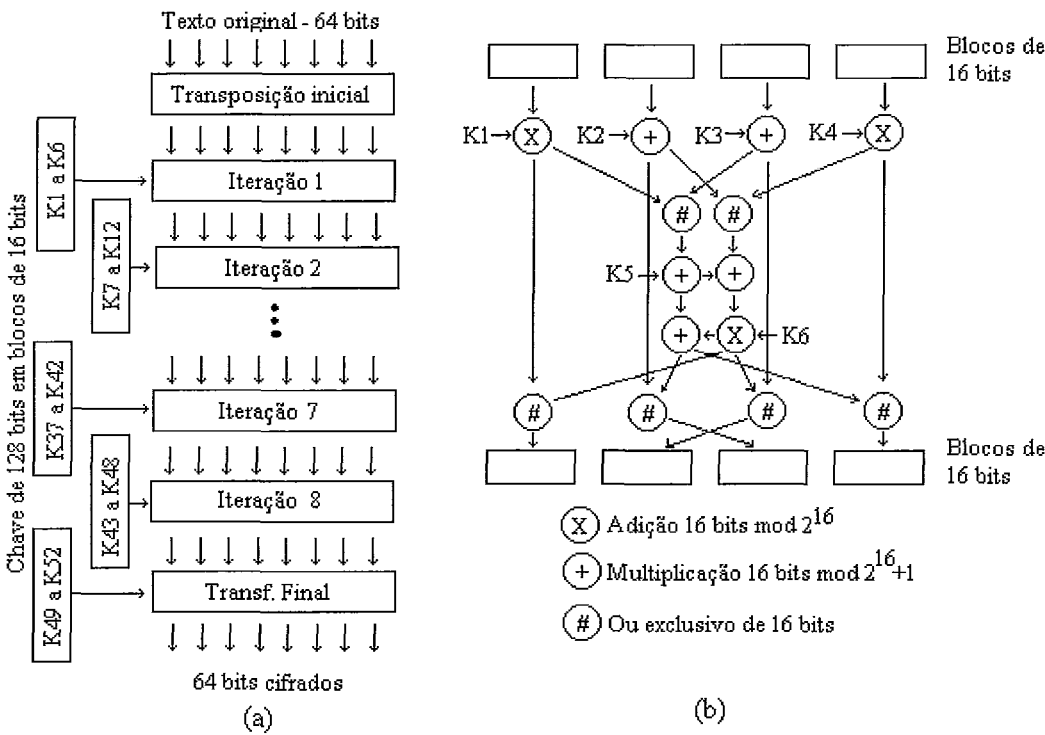 Texto original - 64 bits
Transposição inicial
Chave de 128 bits em blocos de 16 bits
K1 a K6
Iteração 1
K7 a K12
Iteração 2
K37 a K42
Iteração 7
K43 a K48
Iteração 8
K49 a K52
Transf. Final
64 bits cifrados
(a)
Blocos de
16 bits
K1 X K2 + K3 + K4 X
# #
K5 + +
+ X K6
# # # #
Blocos de
16 bits
X Adição 16 bits mod 2^16
+ Multiplicação 16 bits mod 2^16+1
# Ou exclusivo de 16 bits
(b)